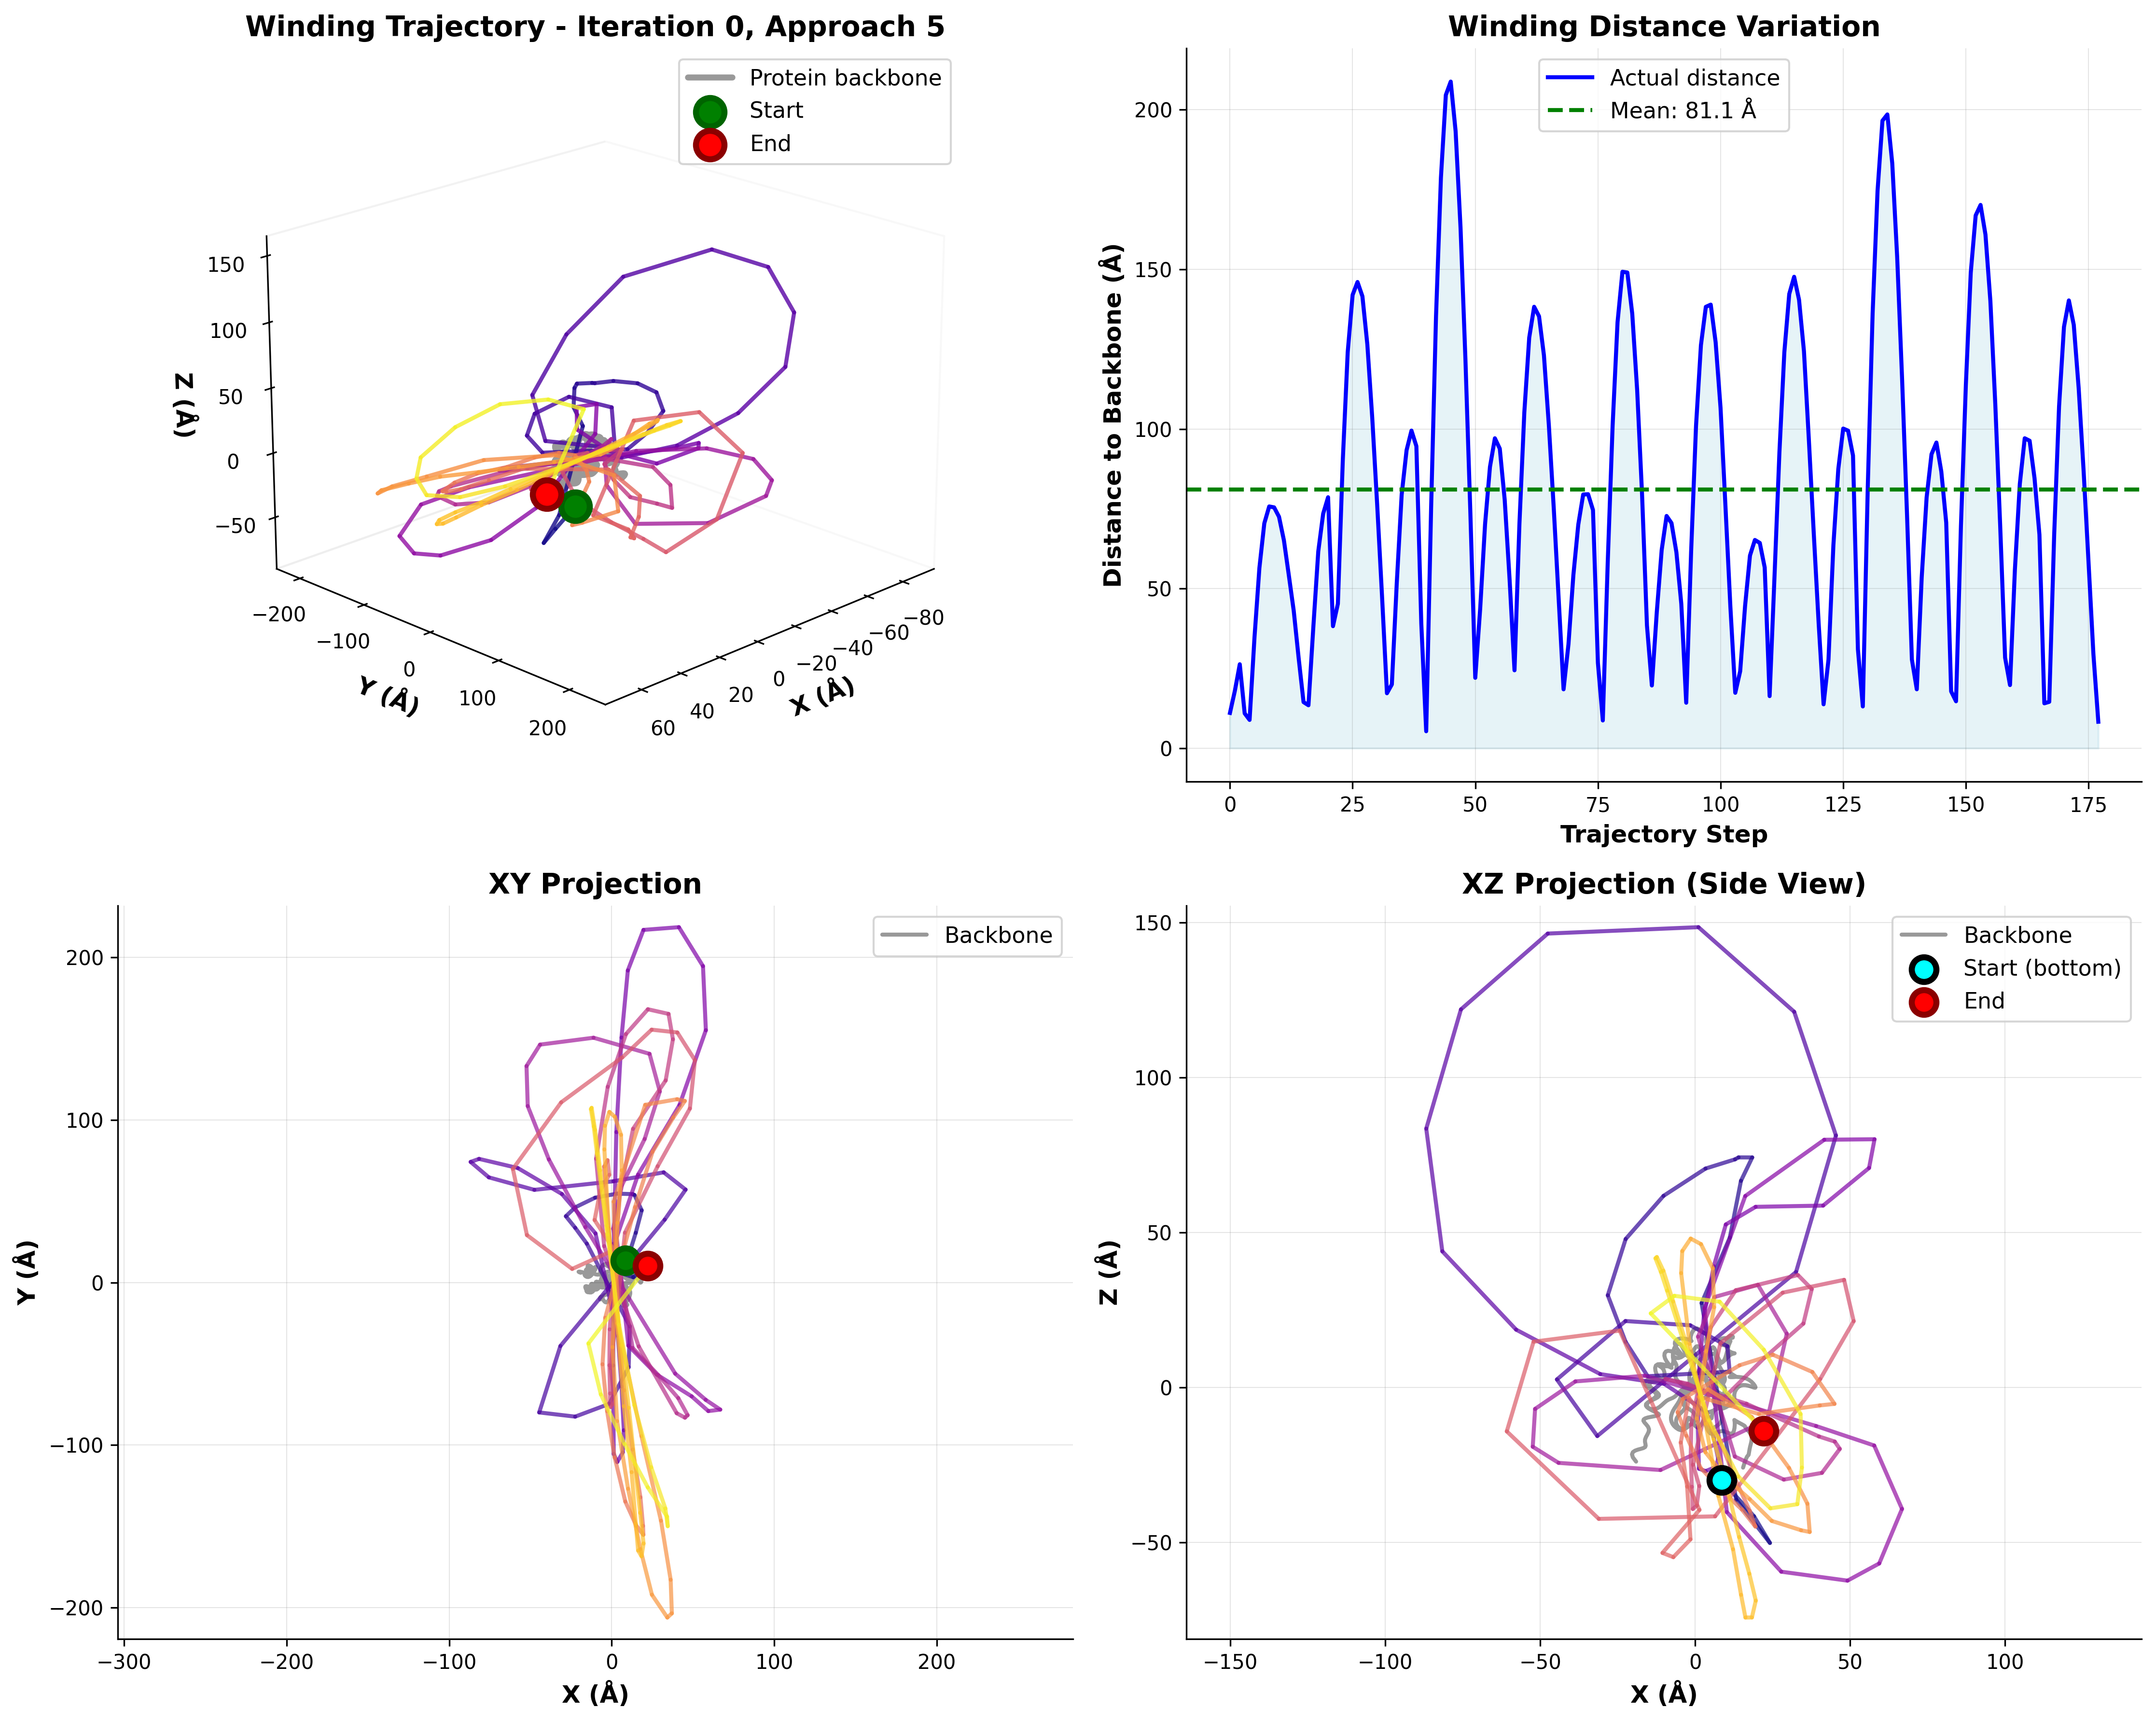 Winding Trajectory - Iteration 0, Approach 5
Protein backbone
Start
End
150
100
50
0
−50
Z (Å)
−200
−100
0
100
200
Y (Å)
60
40
20
0
−20
−40
−60
−80
X (Å)
Winding Distance Variation
Actual distance
Mean: 81.1 Å
200
150
100
50
0
Distance to Backbone (Å)
0
25
50
75
100
125
150
175
Trajectory Step
XY Projection
Backbone
200
100
0
−100
−200
Y (Å)
−300
−200
−100
0
100
200
X (Å)
XZ Projection (Side View)
Backbone
Start (bottom)
End
150
100
50
0
−50
Z (Å)
−150
−100
−50
0
50
100
X (Å)